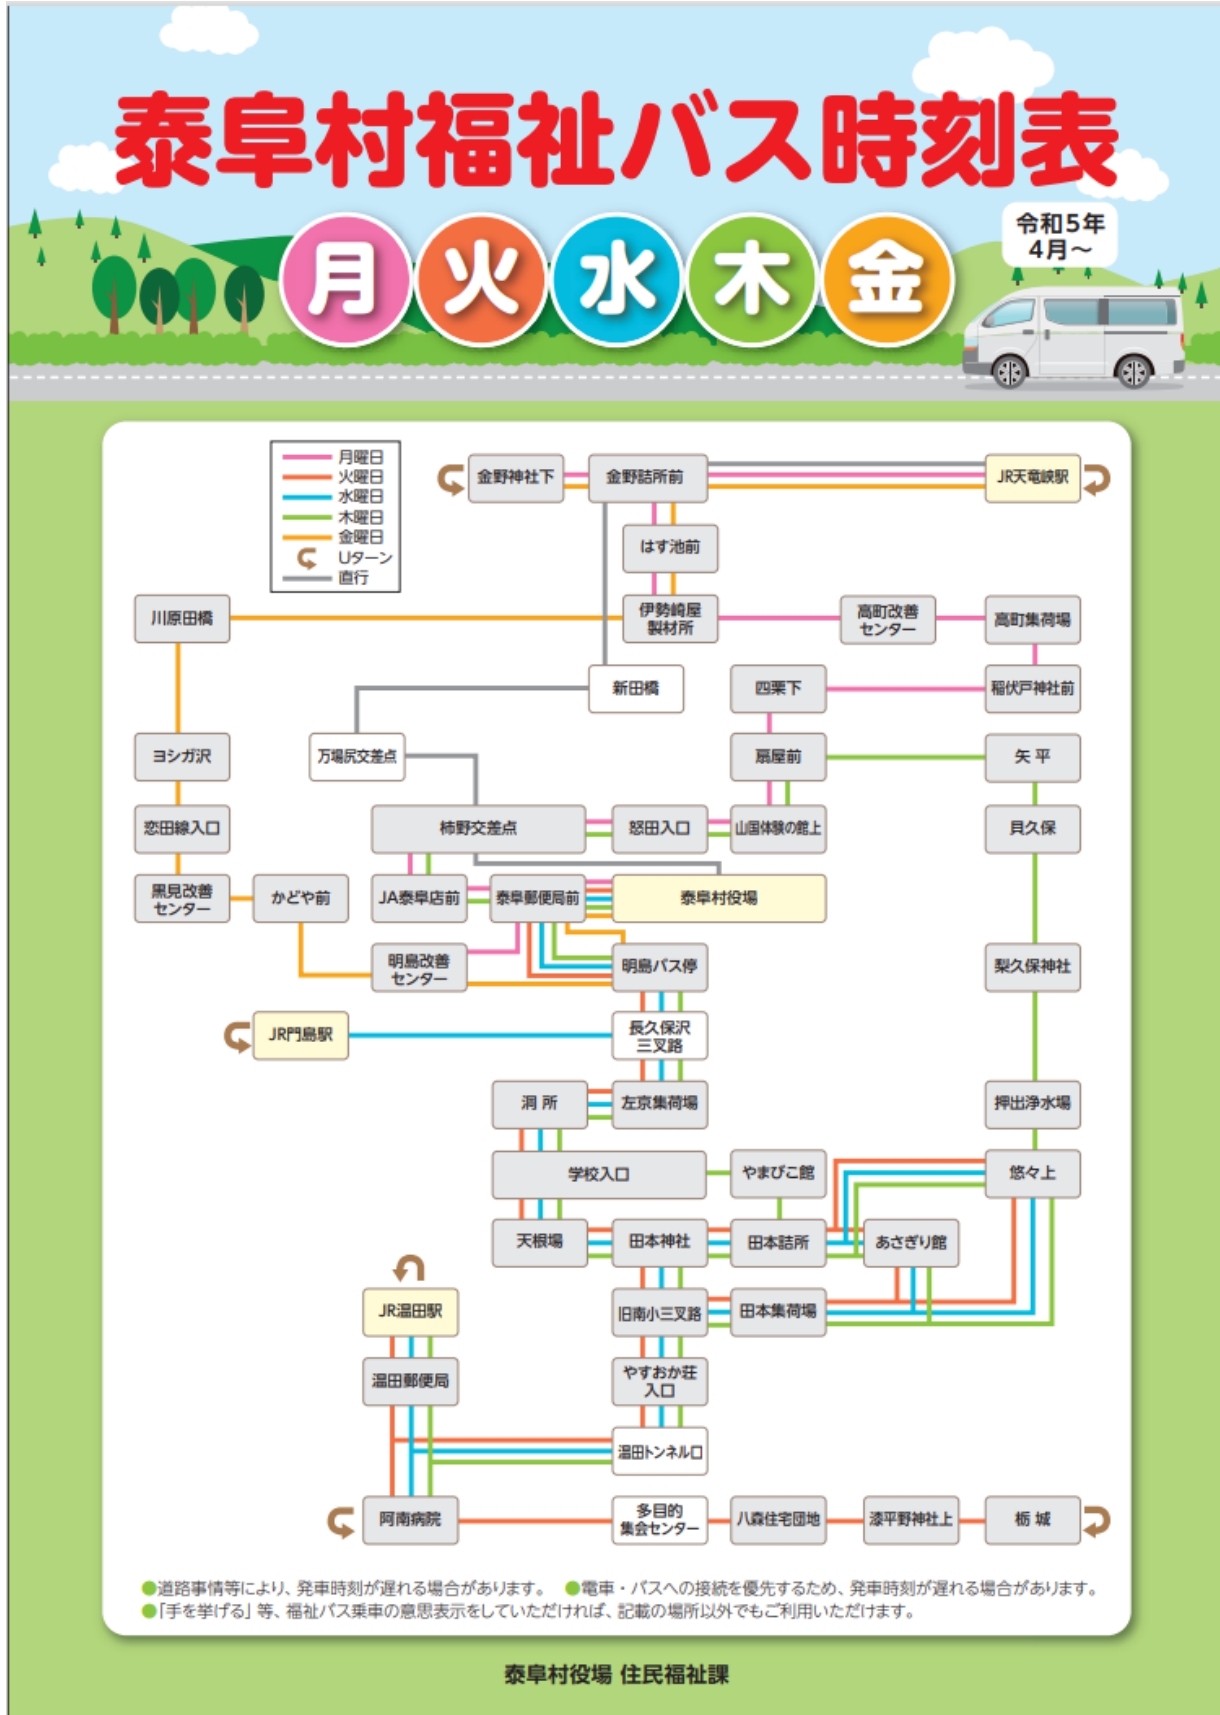 泰阜村福祉バス時刻表
月 火 水 木 金
令和5年
4月～
月曜日
火曜日
水曜日
木曜日
金曜日
Uターン
直行
金野神社下
金野詰所前
JR天竜峡駅
はす池前
川原田橋
伊勢崎屋
製材所
高町改善
センター
高町集荷場
新田橋
四栗下
稲伏戸神社前
ヨシガ沢
万場尻交差点
扇屋前
矢平
恋田線入口
柿野交差点
怒田入口
山国体験の館上
貝久保
黒見改善
センター
かどや前
JA泰阜店前
泰阜郵便局前
泰阜村役場
明島改善
センター
明島バス停
梨久保神社
JR門島駅
長久保沢
三叉路
洞所
左京集荷場
押出浄水場
学校入口
やまびこ館
悠々上
天根場
田本神社
田本詰所
あさぎり館
JR温田駅
旧南小三叉路
田本集荷場
温田郵便局
やすおか荘
入口
温田トンネル口
阿南病院
多目的
集会センター
八森住宅団地
漆平野神社上
栃城
●道路事情等により、発車時刻が遅れる場合があります。 ●電車・バスへの接続を優先するため、発車時刻が遅れる場合があります。
●「手を挙げる」等、福祉バス乗車の意思表示をしていただければ、記載の場所以外でもご利用いただけます。
泰阜村役場 住民福祉課